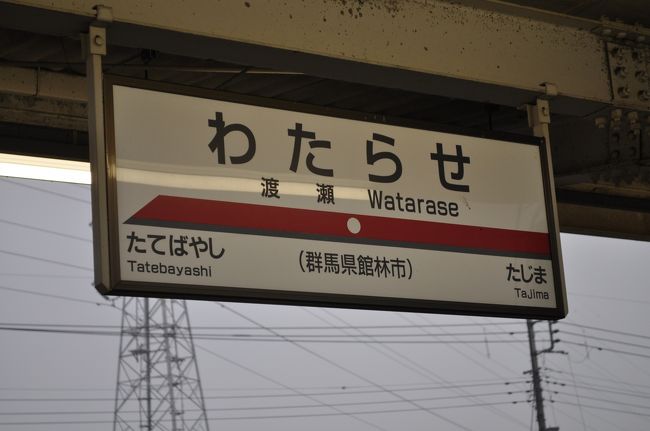 わたらせ
渡瀬 Watarase
たてばやし
Tatebayashi
(群馬県館林市)
たじま
Tajima